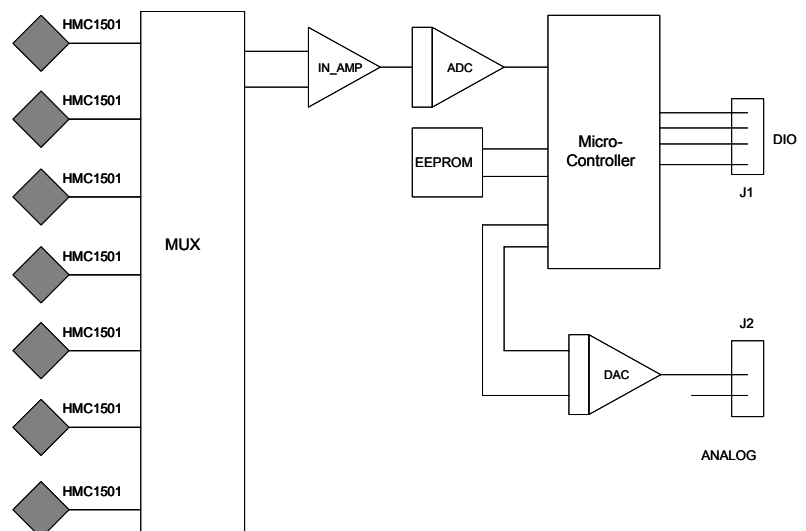 HMC1501
HMC1501
HMC1501
HMC1501
HMC1501
HMC1501
HMC1501
MUX
IN_AMP
ADC
EEPROM
Micro-
Controller
DIO
J1
J2
DAC
ANALOG